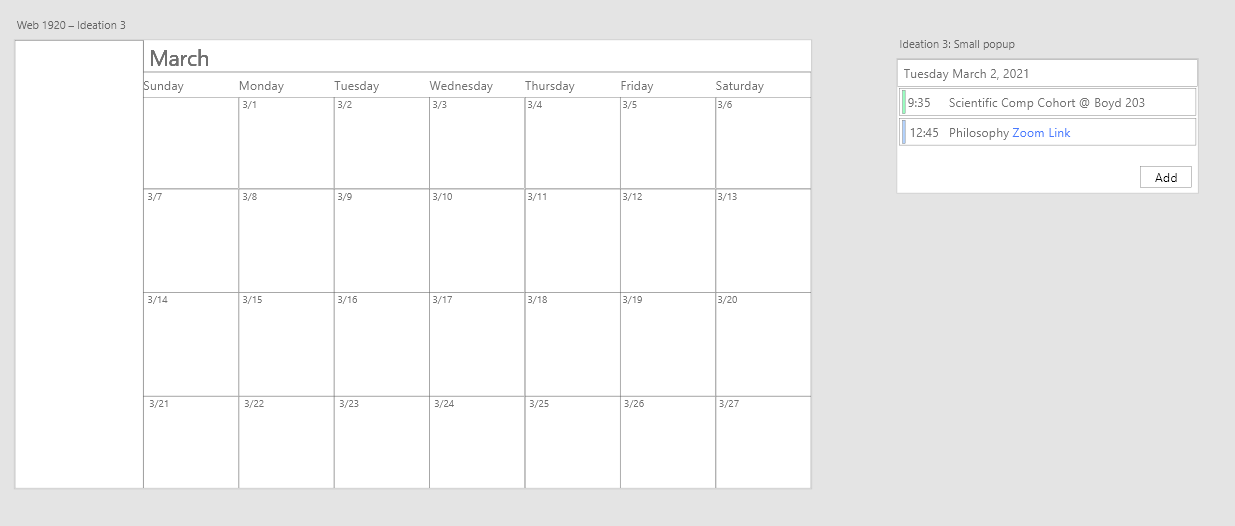 Web 1920 – Ideation 3
March
Sunday Monday Tuesday Wednesday Thursday Friday Saturday
3/1 3/2 3/3 3/4 3/5 3/6
3/7 3/8 3/9 3/10 3/11 3/12 3/13
3/14 3/15 3/16 3/17 3/18 3/19 3/20
3/21 3/22 3/23 3/24 3/25 3/26 3/27
Ideation 3: Small popup
Tuesday March 2, 2021
9:35 Scientific Comp Cohort @ Boyd 203
12:45 Philosophy Zoom Link
Add